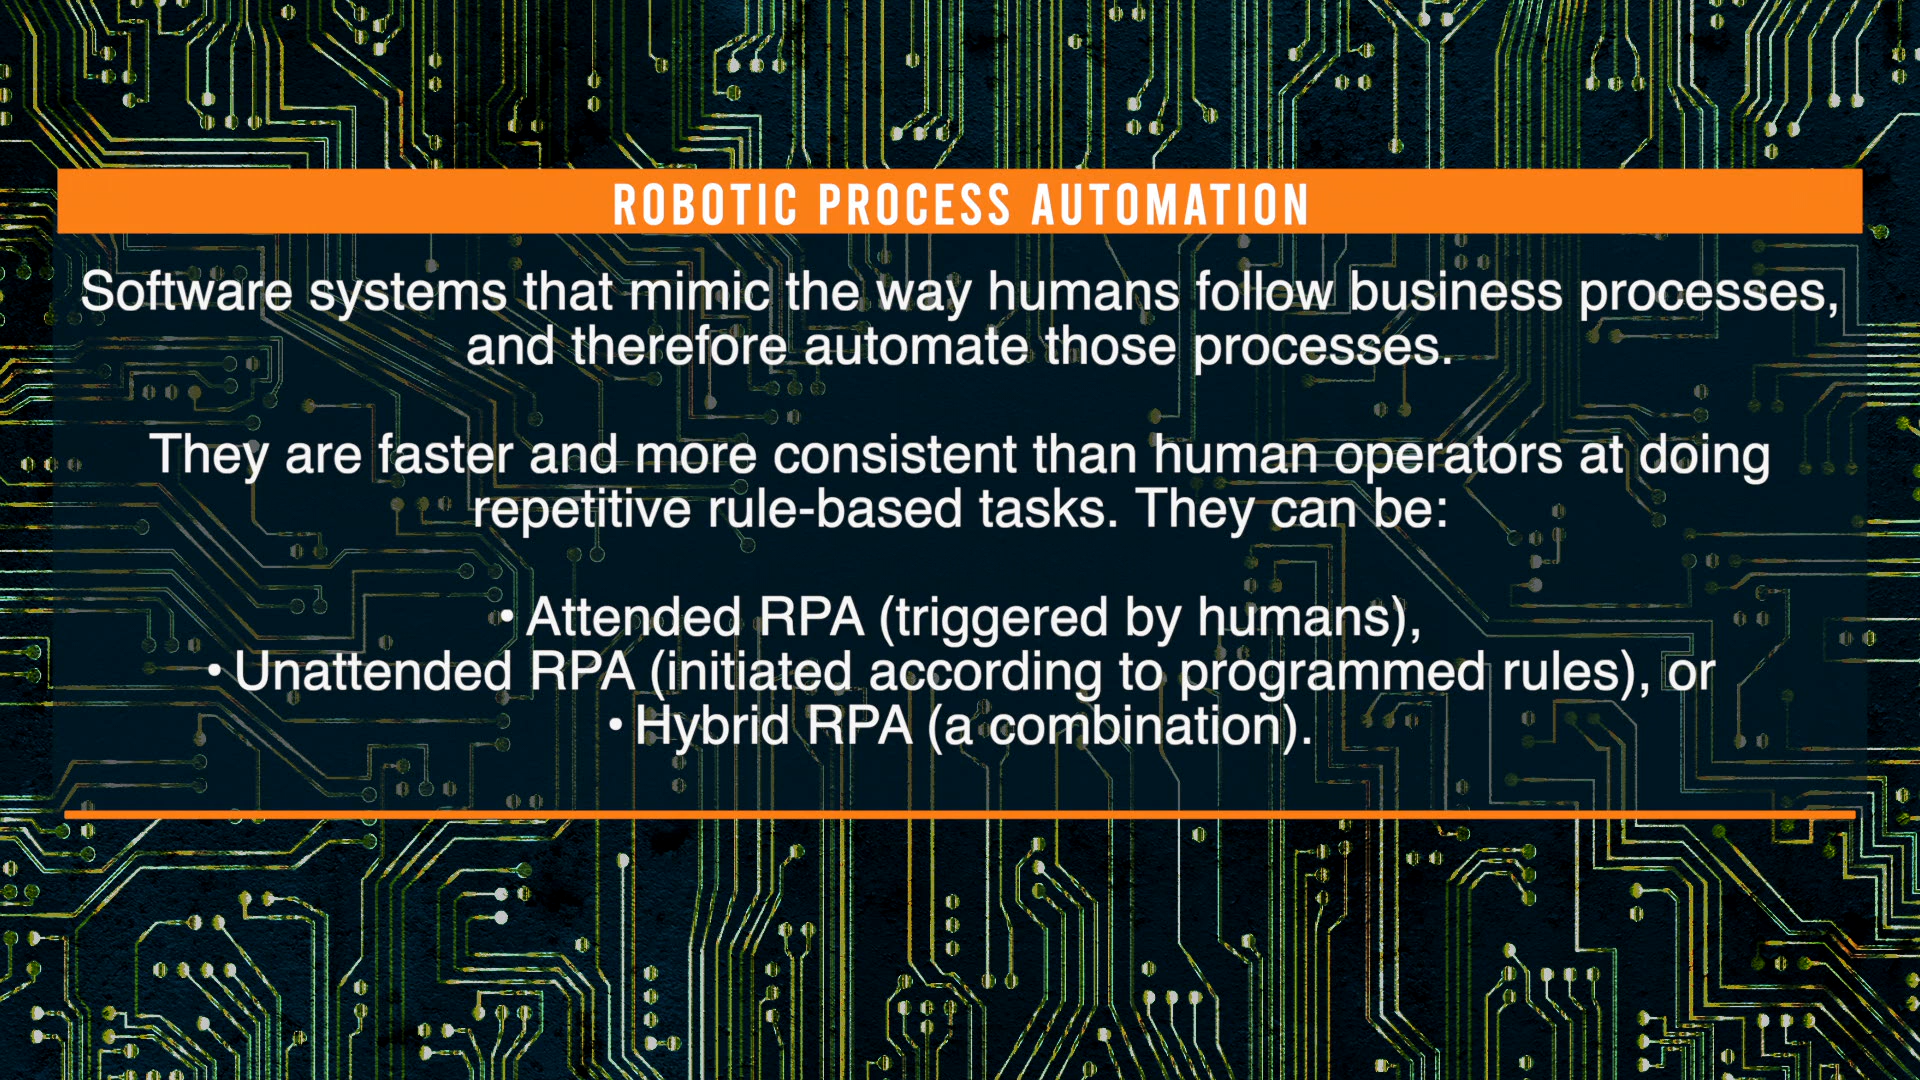 ROBOTIC PROCESS AUTOMATION
Software systems that mimic the way humans follow business processes,
and therefore automate those processes.
They are faster and more consistent than human operators at doing
repetitive rule-based tasks. They can be:
• Attended RPA (triggered by humans),
• Unattended RPA (initiated according to programmed rules), or
• Hybrid RPA (a combination).